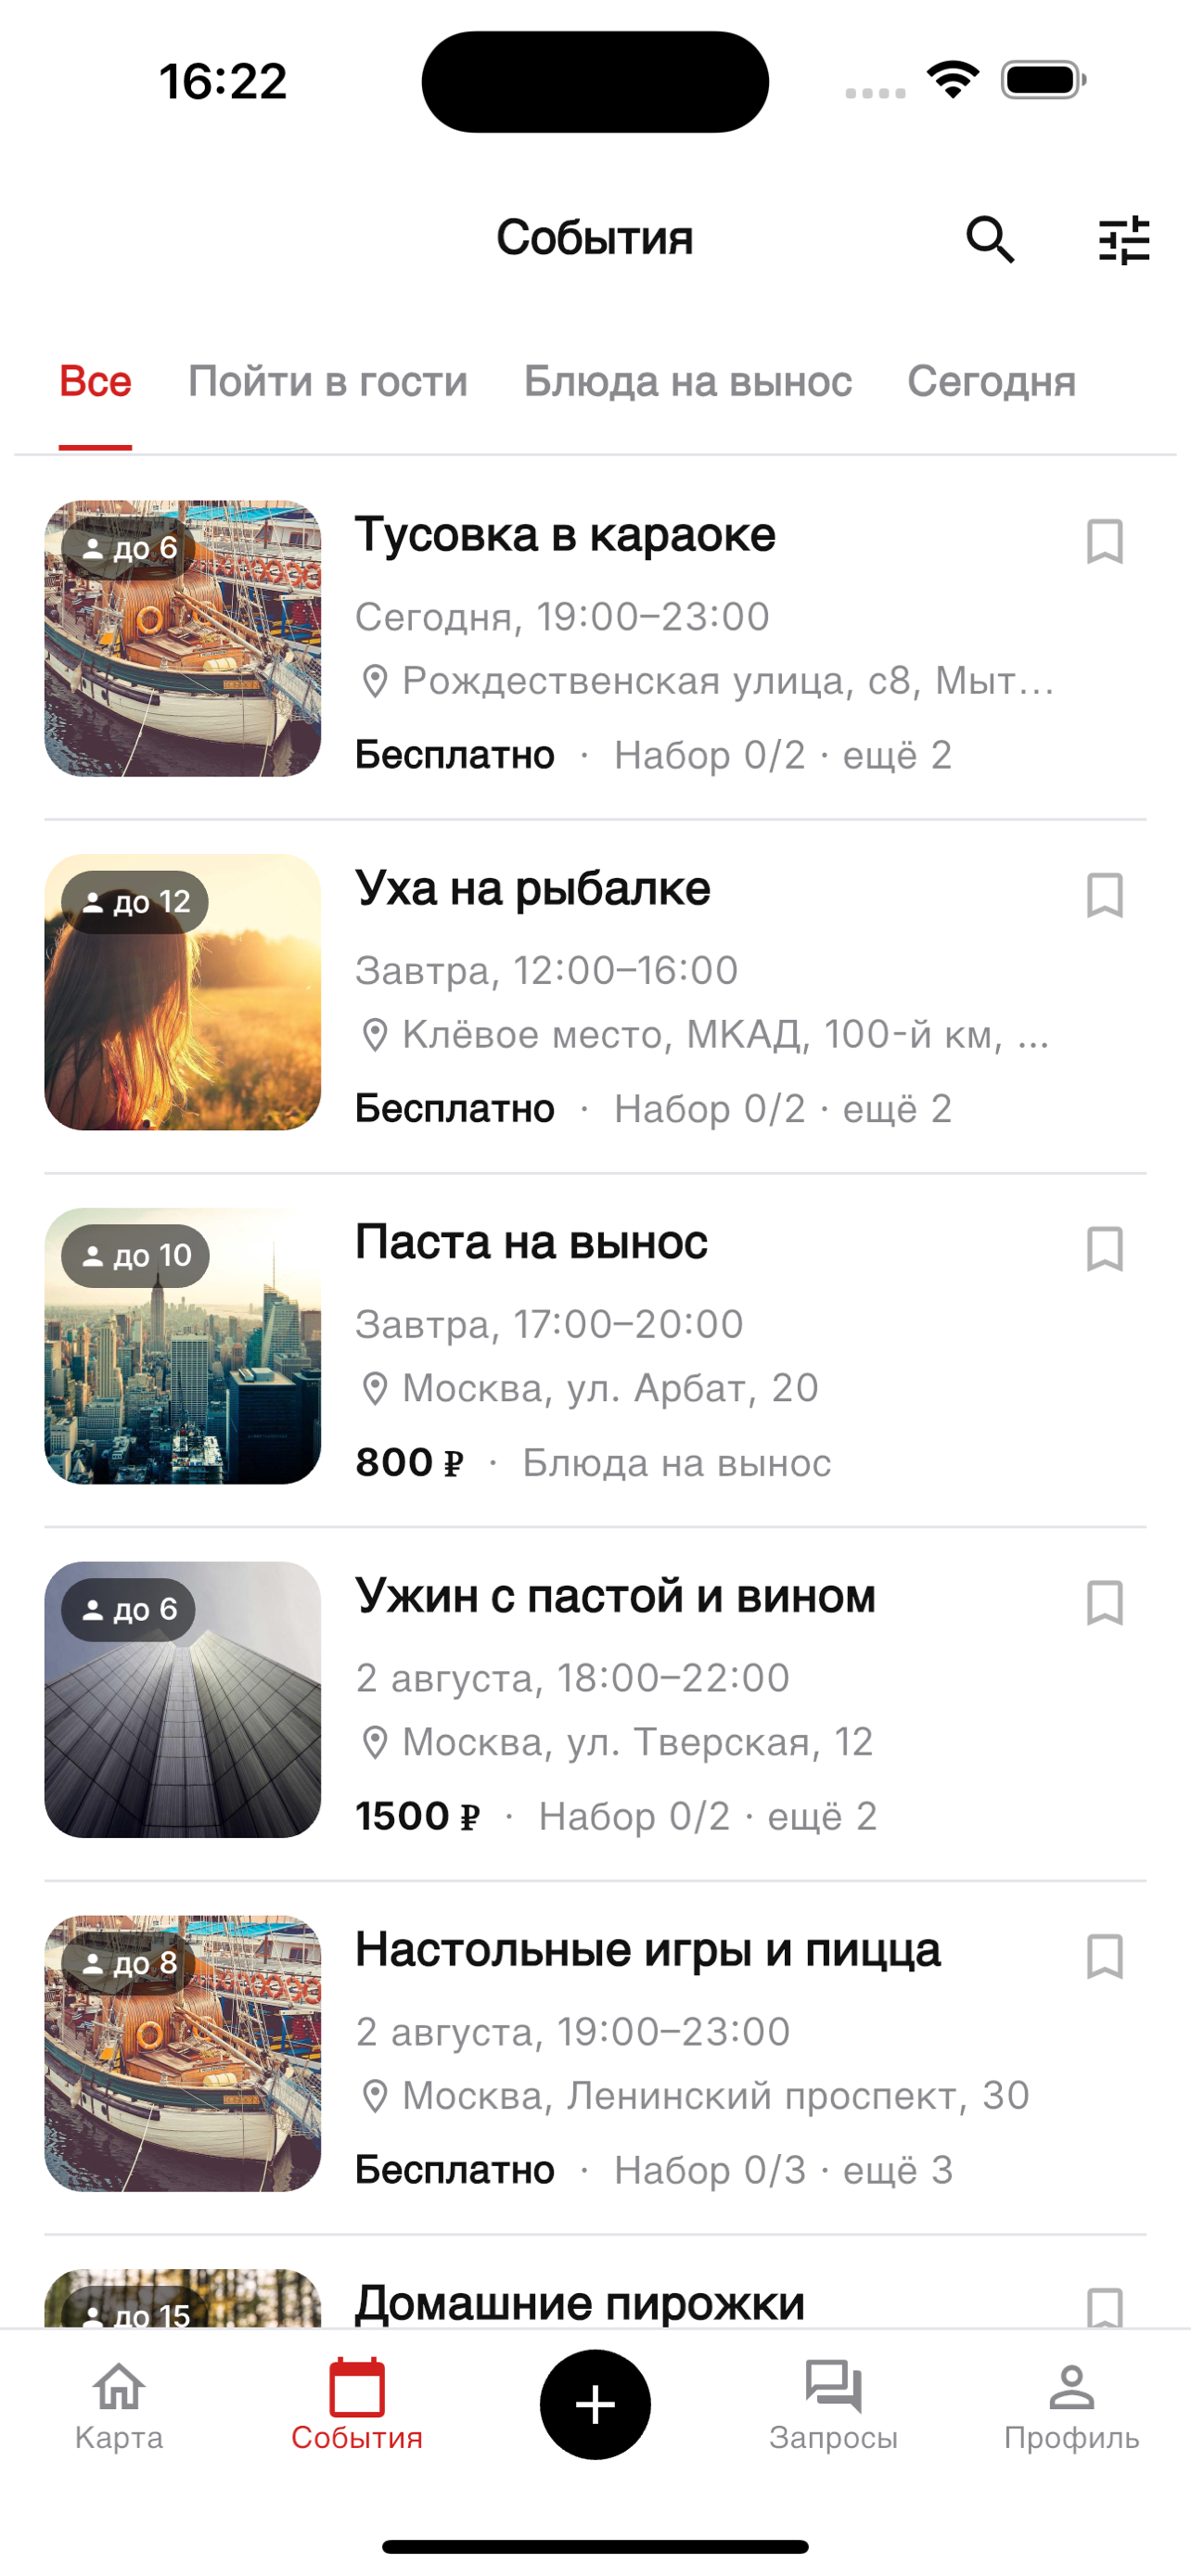 16:22
События
Все Пойти в гости Блюда на вынос Сегодня
до 6
Тусовка в караоке
Сегодня, 19:00–23:00
Рождественская улица, с8, Мыт...
Бесплатно · Набор 0/2 · ещё 2
до 12
Уха на рыбалке
Завтра, 12:00–16:00
Клёвое место, МКАД, 100-й км, ...
Бесплатно · Набор 0/2 · ещё 2
до 10
Паста на вынос
Завтра, 17:00–20:00
Москва, ул. Арбат, 20
800 ₽ · Блюда на вынос
до 6
Ужин с пастой и вином
2 августа, 18:00–22:00
Москва, ул. Тверская, 12
1500 ₽ · Набор 0/2 · ещё 2
до 8
Настольные игры и пицца
2 августа, 19:00–23:00
Москва, Ленинский проспект, 30
Бесплатно · Набор 0/3 · ещё 3
до 15
Домашние пирожки
Карта События Запросы Профиль